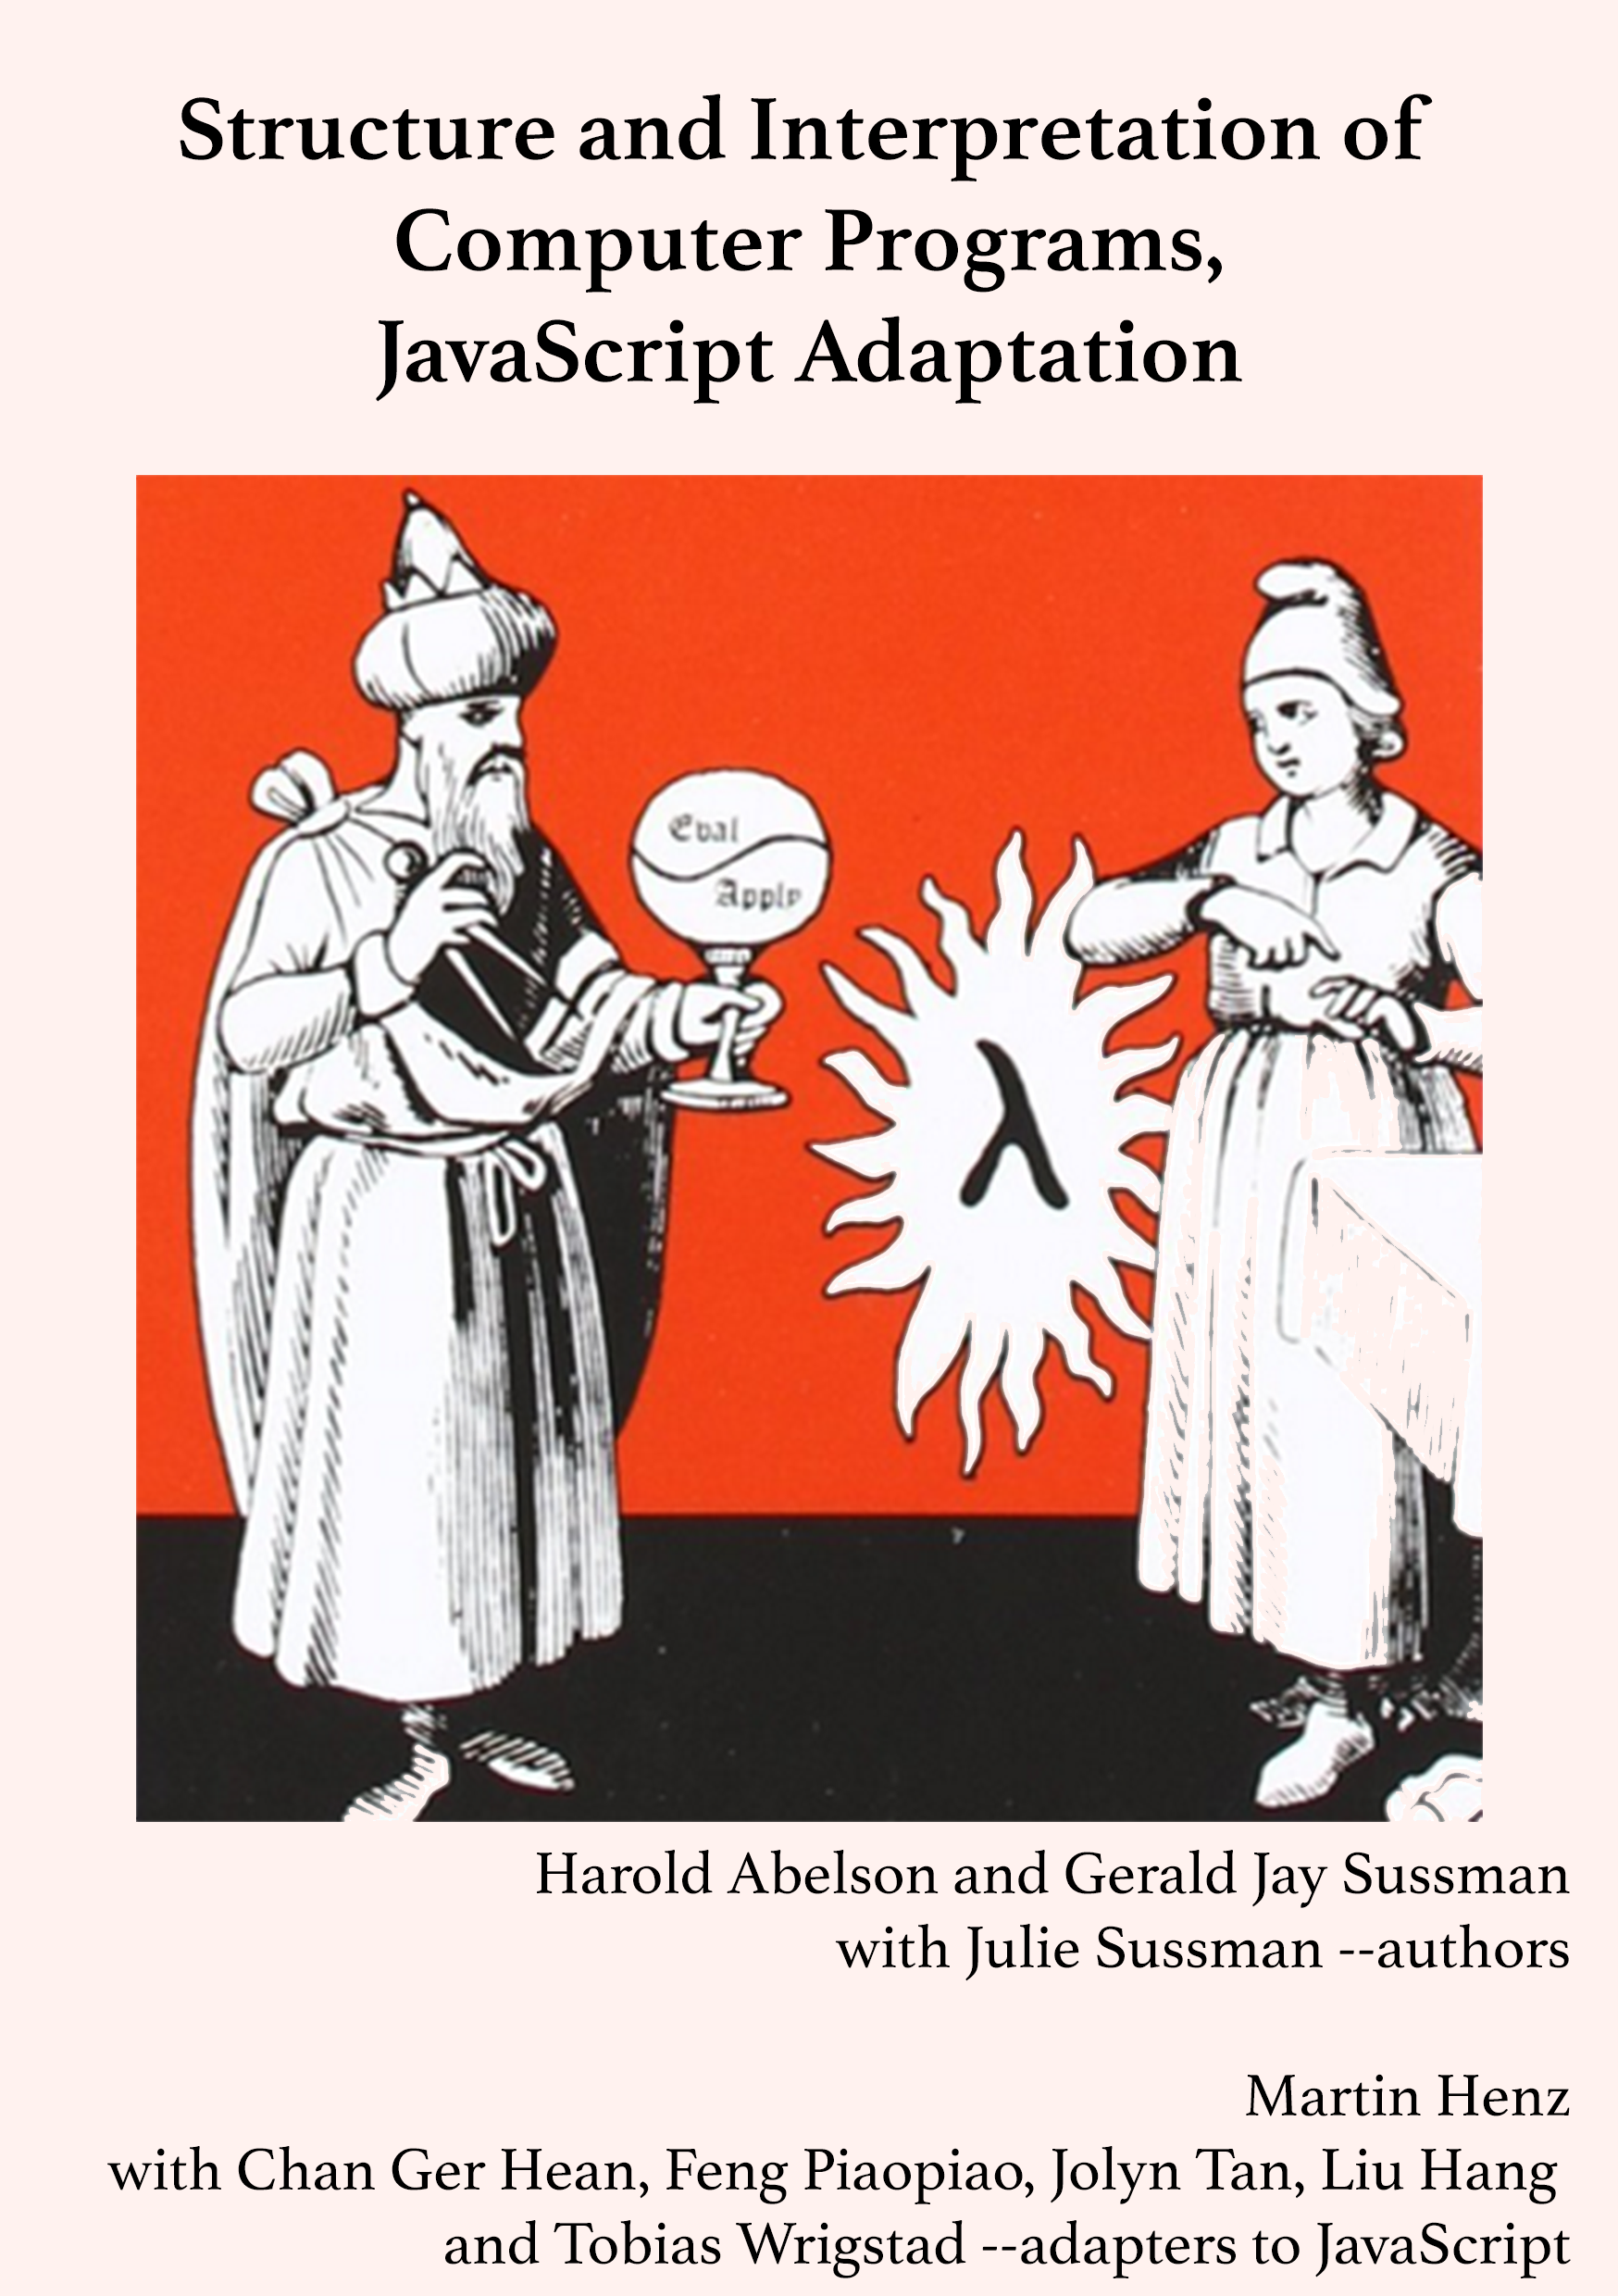 Structure and Interpretation of
Computer Programs,
JavaScript Adaptation
Eval
Apply
λ
Harold Abelson and Gerald Jay Sussman
with Julie Sussman --authors
Martin Henz
with Chan Ger Hean, Feng Piaopiao, Jolyn Tan, Liu Hang
and Tobias Wrigstad --adapters to JavaScript